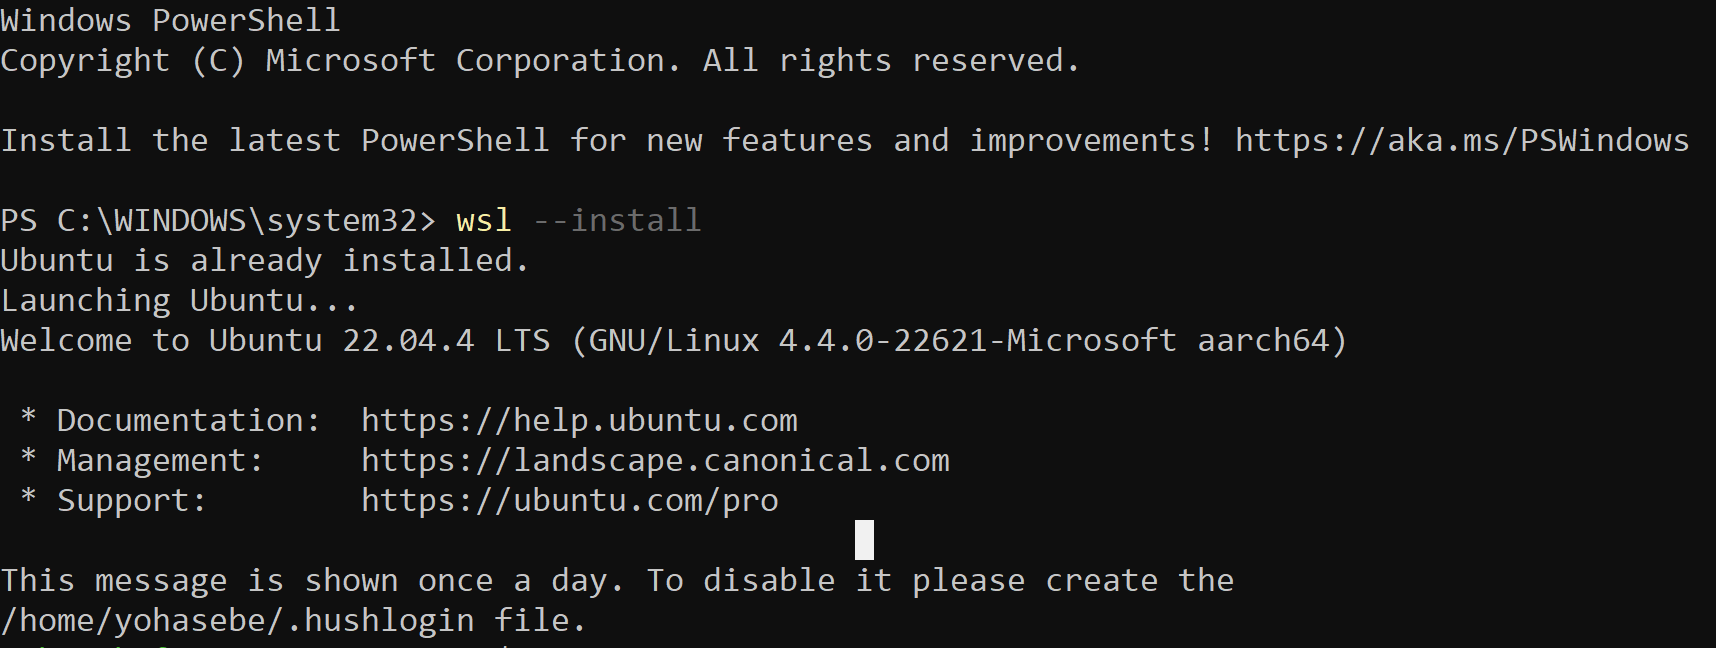 Windows PowerShell
Copyright (C) Microsoft Corporation. All rights reserved.
Install the latest PowerShell for new features and improvements! https://aka.ms/PSWindows
PS C:\WINDOWS\system32> wsl --install
Ubuntu is already installed.
Launching Ubuntu...
Welcome to Ubuntu 22.04.4 LTS (GNU/Linux 4.4.0-22621-Microsoft aarch64)
* Documentation:  https://help.ubuntu.com
* Management:     https://landscape.canonical.com
* Support:        https://ubuntu.com/pro
This message is shown once a day. To disable it please create the
/home/yohasebe/.hushlogin file.